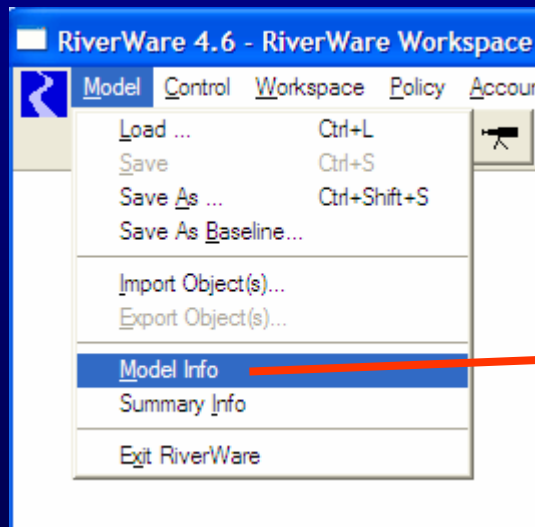 RiverWare 4.6 - RiverWare Workspace
Model Control Workspace Policy Accour
Load ... Ctrl+L
Save Ctrl+S
Save As ... Ctrl+Shift+S
Save As Baseline...
Import Object(s)...
Export Object(s)...
Model Info
Summary Info
Exit RiverWare